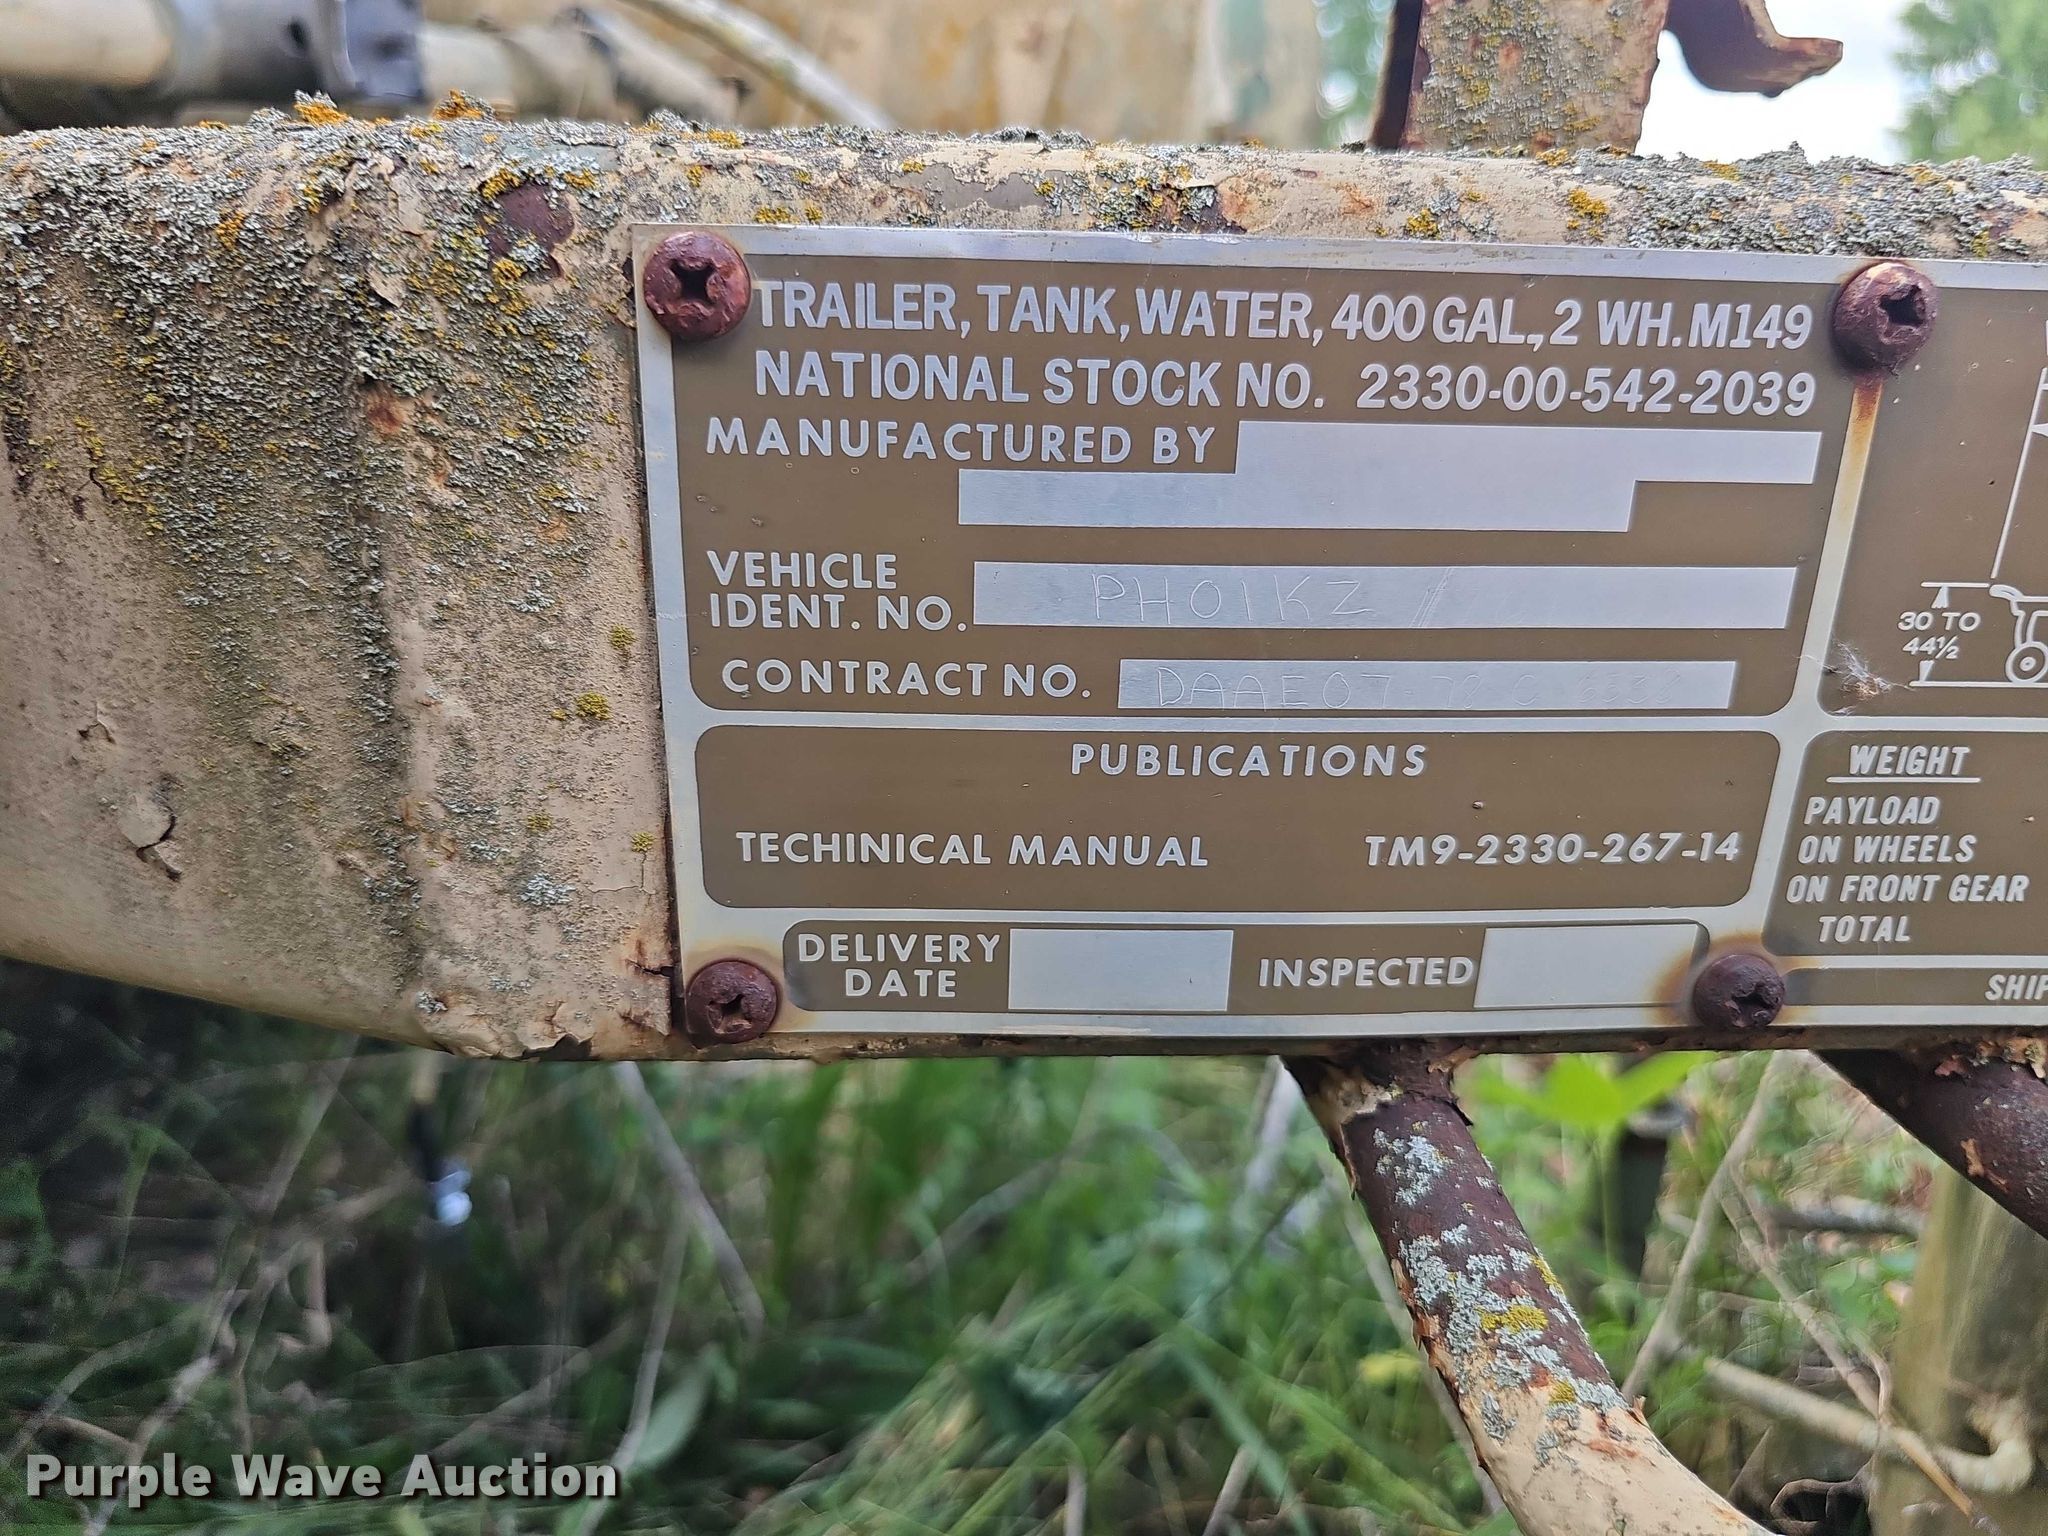 TRAILER, TANK, WATER, 400 GAL., 2 WH. M149
NATIONAL STOCK NO. 2330-00-542-2039
MANUFACTURED BY
VEHICLE
IDENT. NO. PH01KZ
CONTRACT NO. DAAE07
PUBLICATIONS
TECHINICAL MANUAL TM9-2330-267-14
DELIVERY
DATE
INSPECTED
30 TO
44½
WEIGHT
PAYLOAD
ON WHEELS
ON FRONT GEAR
TOTAL
SHIP
Purple Wave Auction